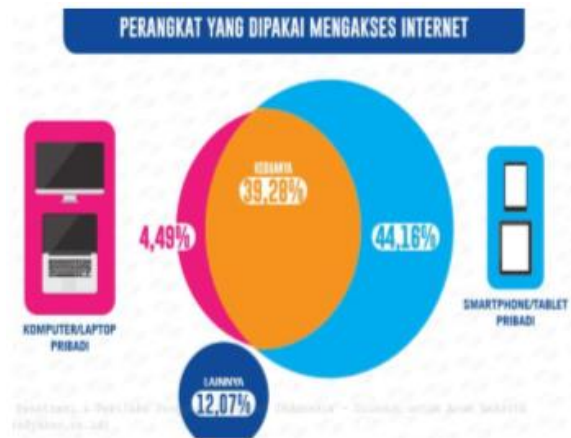 PERANGKAT YANG DIPAKAI MENGAKSES INTERNET
KEDANYA
39,28%
4,49%
44,16%
KOMPUTER/LAPTOP
PRIBADI
SMARTPHONE/TABLET
PRIBADI
LAINNYA
12,07%